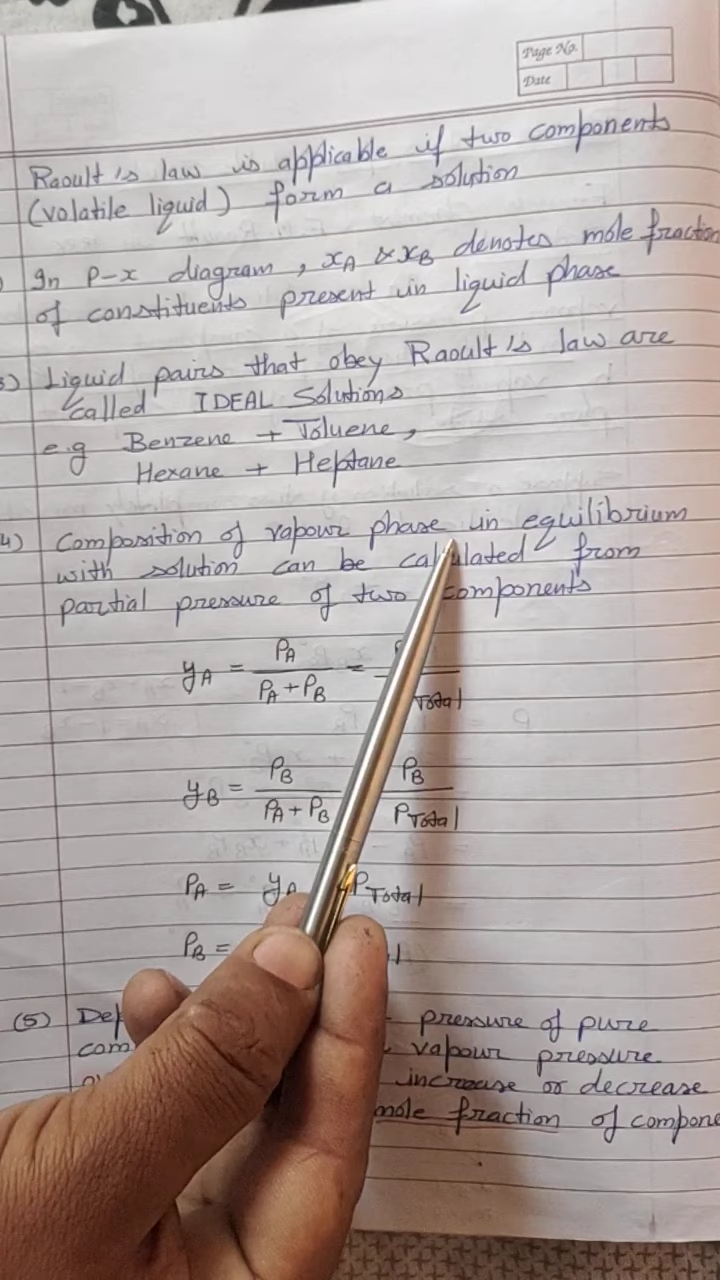 Page No.
Date
Raoult's law is applicable if two components
(volatile liquid) form a solution
) In P-x diagram, xA & xB denotes mole fraction
of constituents present in liquid phase
3) Liquid pairs that obey Raoult's law are
called IDEAL Solutions
e.g Benzene + Toluene,
Hexane + Heptane
4) Composition of vapour phase in equilibrium
with solution can be from
partial pressure of two components
yA = PA / PA + PB = Total
yB = PB / PA + PB PB / PTotal
PA = yA PTotal
PB =
(5) pressure of pure
vapour pressure
increase or decrease
mole fraction of